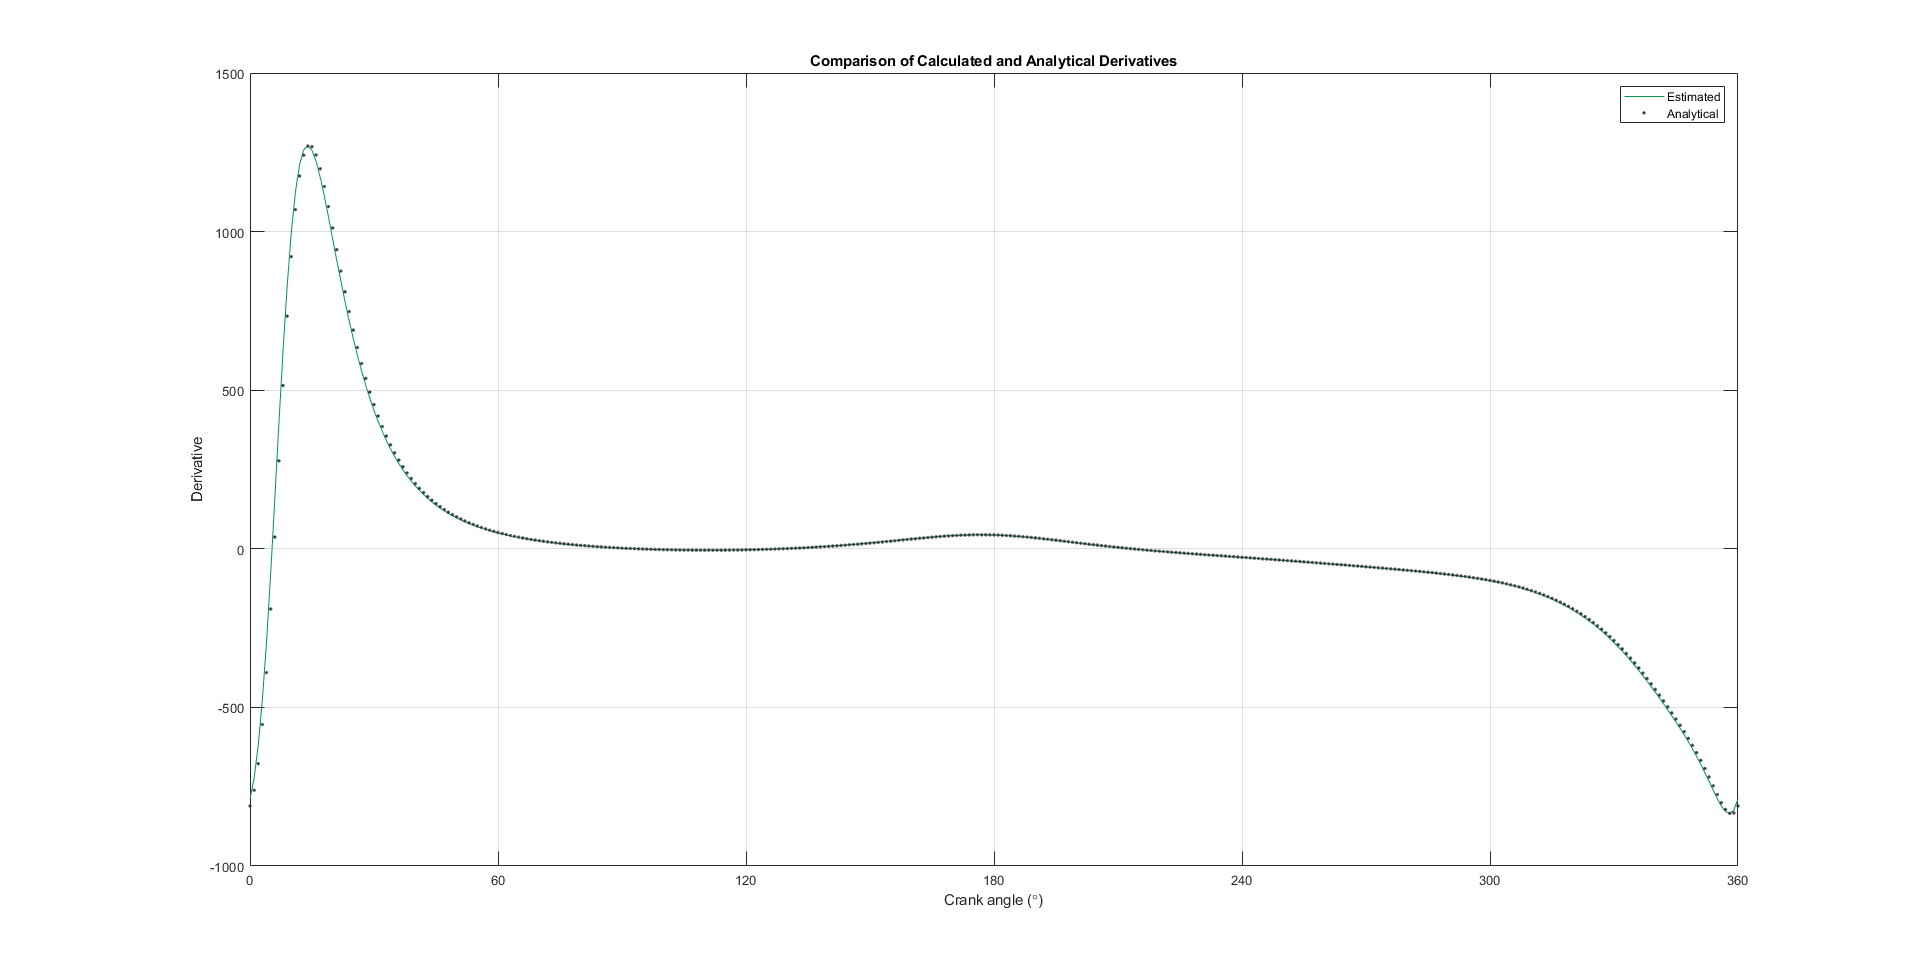 Comparison of Calculated and Analytical Derivatives
1500
1000
500
0
-500
-1000
Derivative
Estimated
Analytical
0 60 120 180 240 300 360
Crank angle (°)